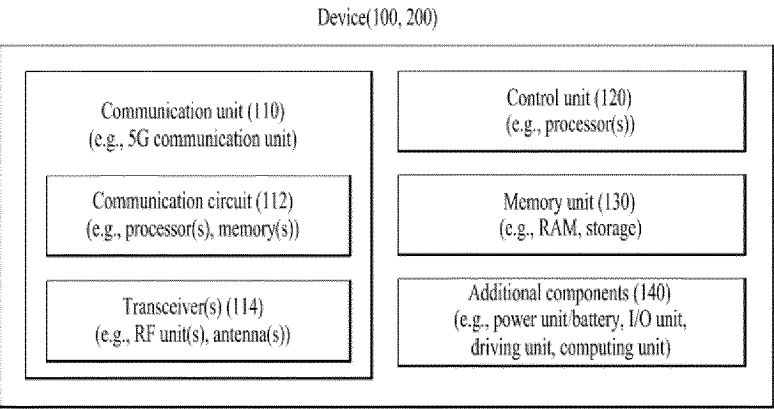 Device(100, 200)
Communication unit (110)
(e.g., 5G communication unit)
Communication circuit (112)
(e.g., processor(s), memory(s))
Transceiver(s) (114)
(e.g., RF unit(s), antenna(s))
Control unit (120)
(e.g., processor(s))
Memory unit (130)
(e.g., RAM, storage)
Additional components (140)
(e.g., power unit/battery, I/O unit,
driving unit, computing unit)